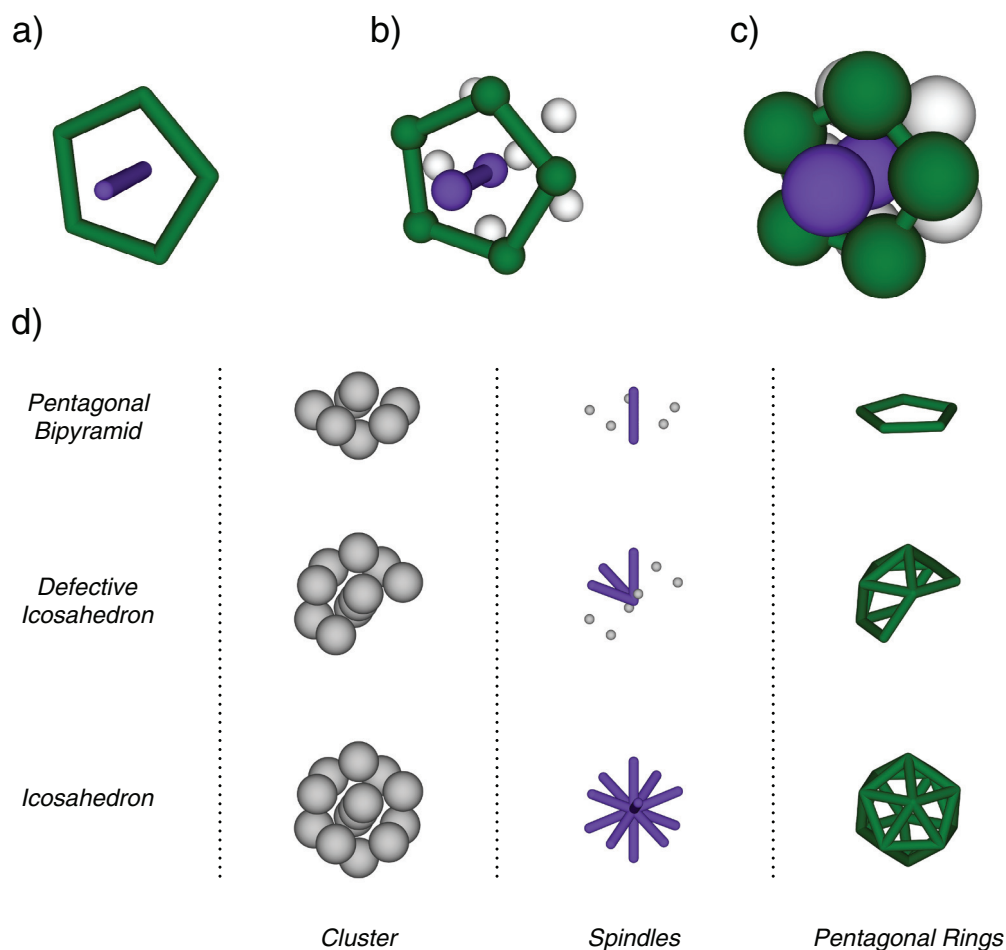 a)
b)
c)
d)
Pentagonal
Bipyramid
Defective
Icosahedron
Icosahedron
Cluster
Spindles
Pentagonal Rings